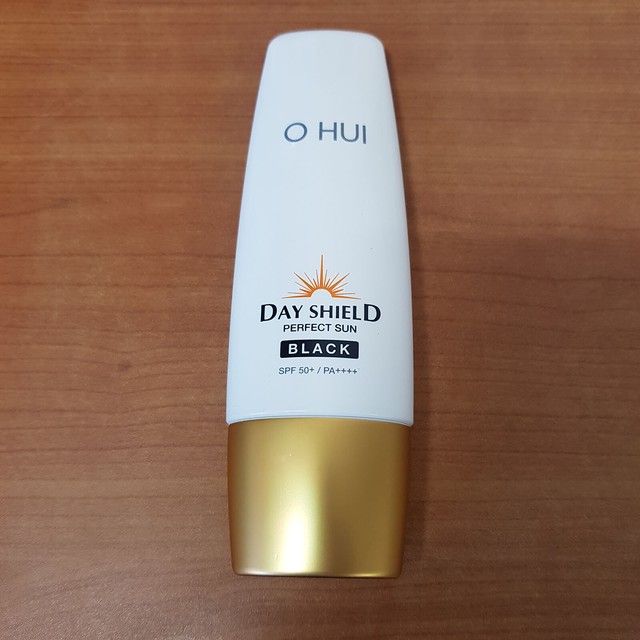 O HUI
DAY SHIELD
PERFECT SUN
BLACK
SPF 50+ / PA++++